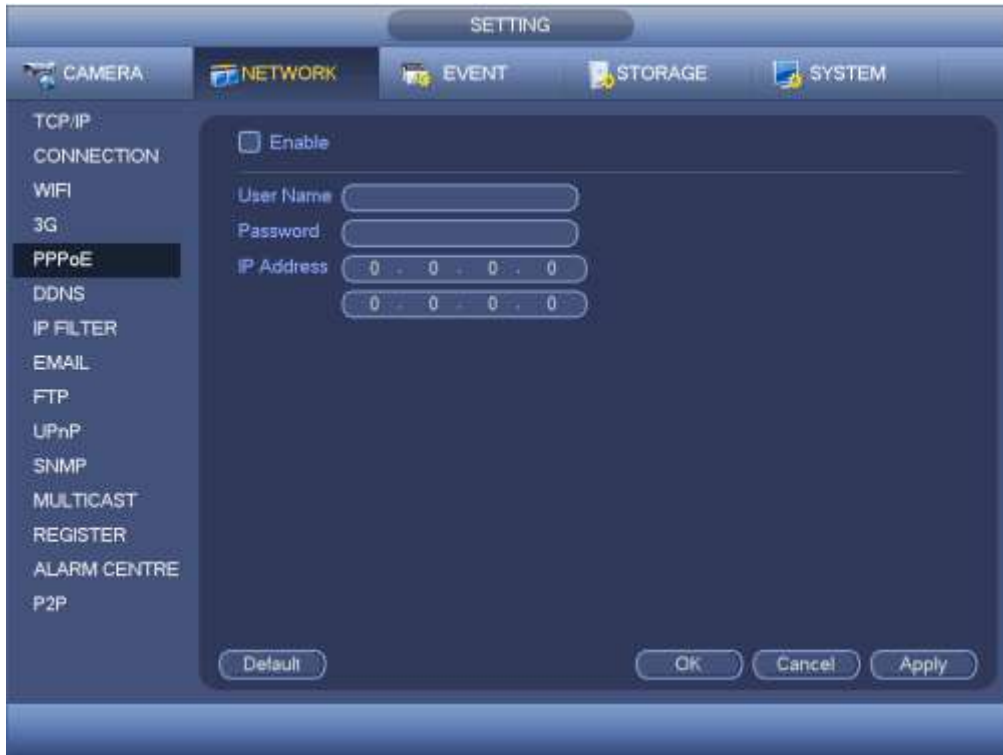 SETTING
CAMERA NETWORK EVENT STORAGE SYSTEM
TCP/IP
CONNECTION
WIFI
3G
PPPoE
DDNS
IP FILTER
EMAIL
FTP
UPnP
SNMP
MULTICAST
REGISTER
ALARM CENTRE
P2P
Enable
User Name
Password
IP Address 0 . 0 . 0 . 0
0 . 0 . 0 . 0
Default OK Cancel Apply